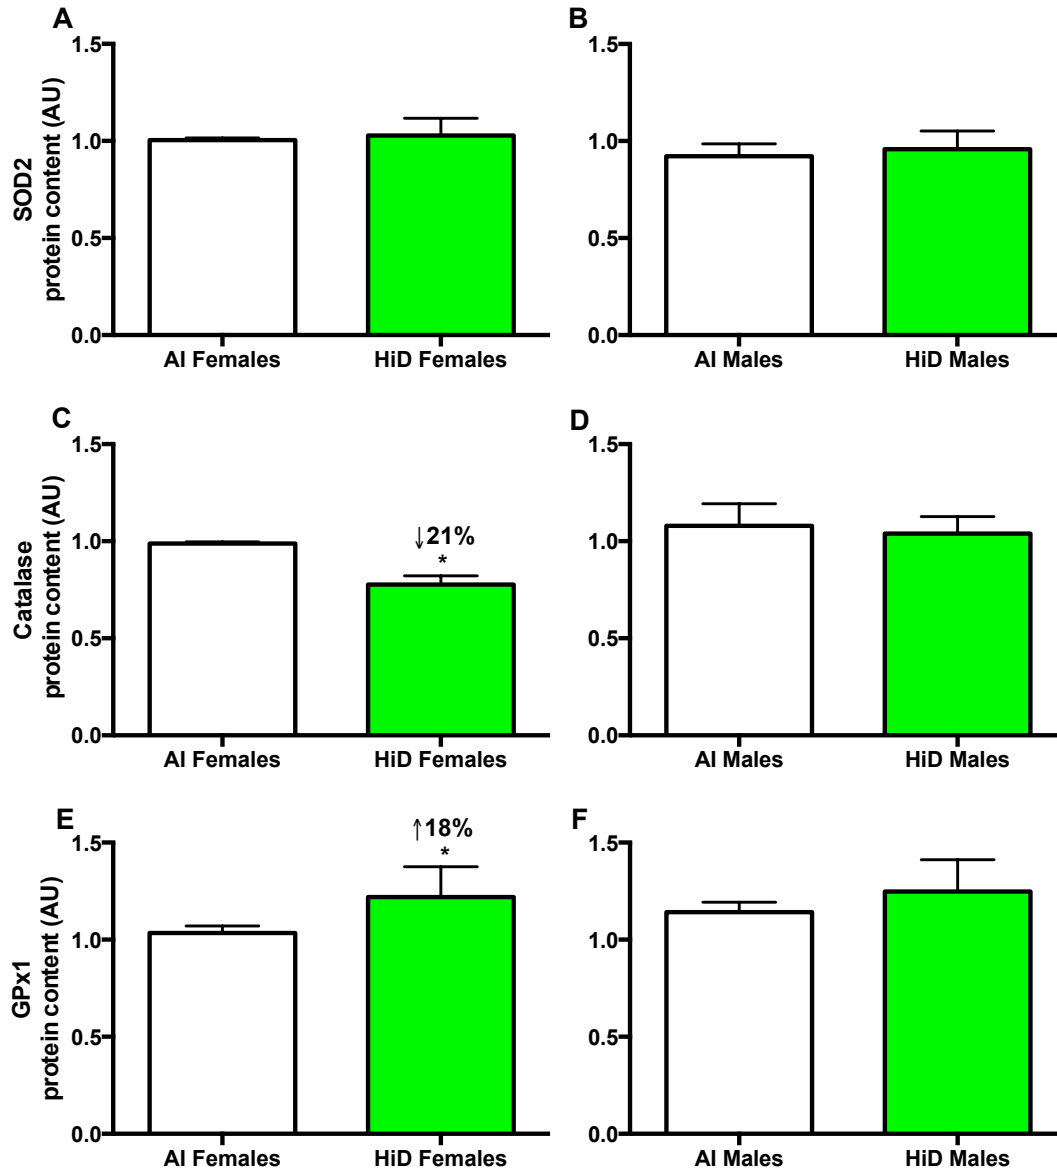 A
B
SOD2
protein content (AU)
1.5
1.0
0.5
0.0
AI Females
HiD Females
1.5
1.0
0.5
0.0
AI Males
HiD Males
C
D
Catalase
protein content (AU)
1.5
1.0
0.5
0.0
↓21%
*
AI Females
HiD Females
1.5
1.0
0.5
0.0
AI Males
HiD Males
E
F
GPx1
protein content (AU)
1.5
1.0
0.5
0.0
↑18%
*
AI Females
HiD Females
1.5
1.0
0.5
0.0
AI Males
HiD Males